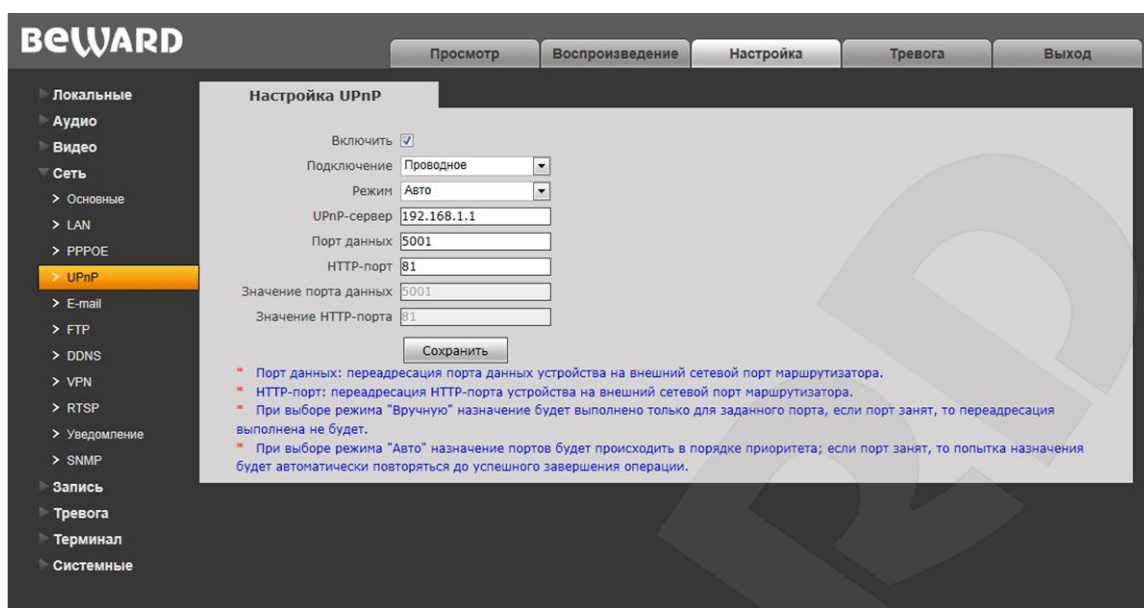 BEWARD
Просмотр
Воспроизведение
Настройка
Тревога
Выход
Локальные
Аудио
Видео
Сеть
Основные
LAN
PPPOE
UPnP
E-mail
FTP
DDNS
VPN
RTSP
Уведомление
SNMP
Запись
Тревога
Терминал
Системные
Настройка UPnP
Включить
Подключение Проводное
Режим Авто
UPnP-сервер 192.168.1.1
Порт данных 5001
HTTP-порт 81
Значение порта данных 5001
Значение HTTP-порта 81
Сохранить
* Порт данных: переадресация порта данных устройства на внешний сетевой порт маршрутизатора.
* HTTP-порт: переадресация HTTP-порта устройства на внешний сетевой порт маршрутизатора.
* При выборе режима "Вручную" назначение будет выполнено только для заданного порта, если порт занят, то переадресация
выполнена не будет.
* При выборе режима "Авто" назначение портов будет происходить в порядке приоритета; если порт занят, то попытка назначения
будет автоматически повторяться до успешного завершения операции.